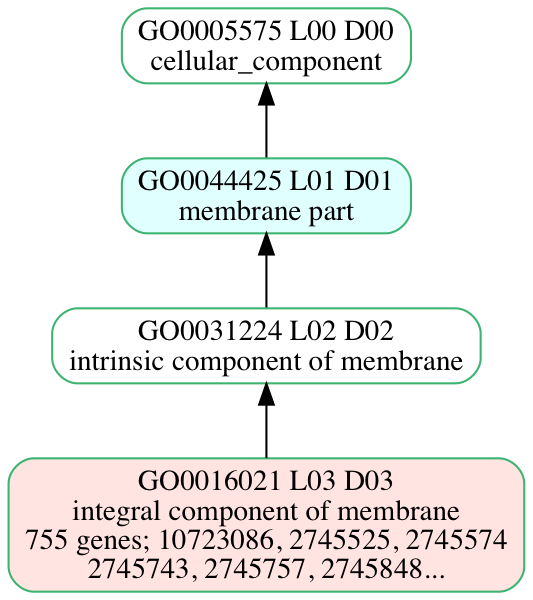 GO0005575 L00 D00
cellular_component
GO0044425 L01 D01
membrane part
GO0031224 L02 D02
intrinsic component of membrane
GO0016021 L03 D03
integral component of membrane
755 genes; 10723086, 2745525, 2745574
2745743, 2745757, 2745848...